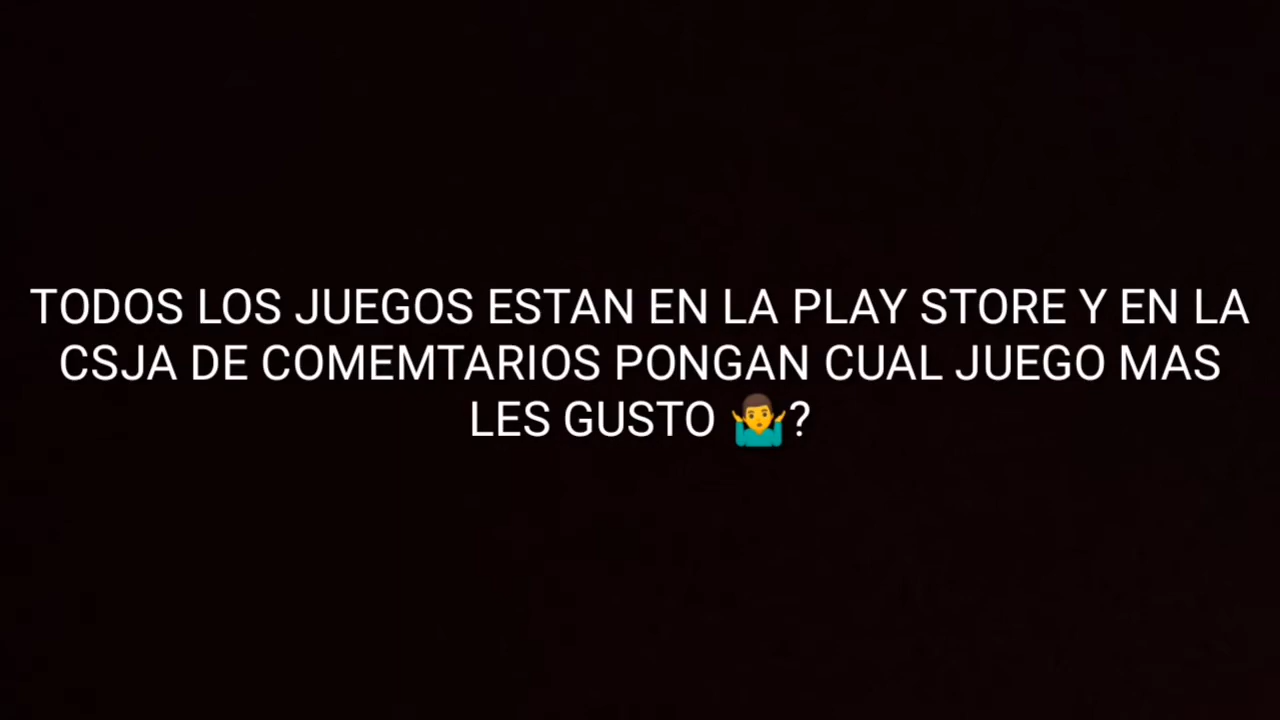 TODOS LOS JUEGOS ESTAN EN LA PLAY STORE Y EN LA
CSJA DE COMEMTARIOS PONGAN CUAL JUEGO MAS
LES GUSTO 🤷‍♂️?